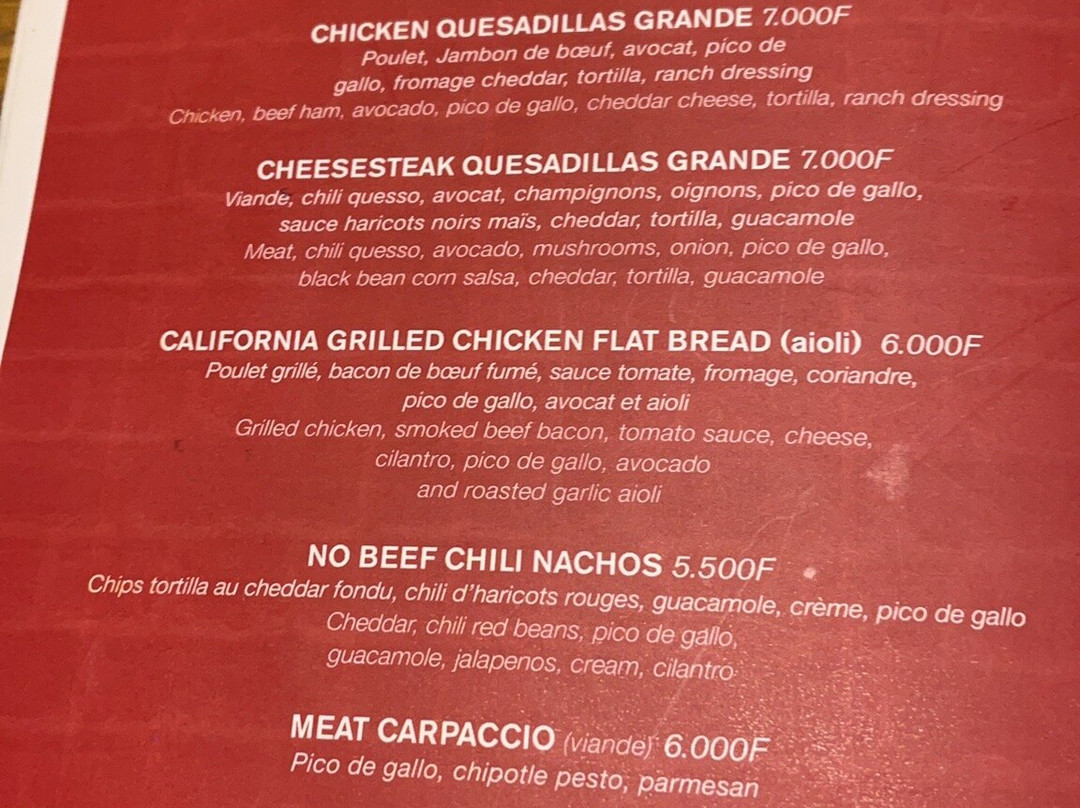 CHICKEN QUESADILLAS GRANDE 7.000F
Poulet, Jambon de bœuf, avocat, pico de
gallo, fromage cheddar, tortilla, ranch dressing
Chicken, beef ham, avocado, pico de gallo, cheddar cheese, tortilla, ranch dressing
CHEESESTEAK QUESADILLAS GRANDE 7.000F
Viande, chili quesso, avocat, champignons, oignons, pico de gallo,
sauce haricots noirs maïs, cheddar, tortilla, guacamole
Meat, chili quesso, avocado, mushrooms, onion, pico de gallo,
black bean corn salsa, cheddar, tortilla, guacamole
CALIFORNIA GRILLED CHICKEN FLAT BREAD (aioli) 6.000F
Poulet grillé, bacon de bœuf fumé, sauce tomate, fromage, coriandre,
pico de gallo, avocat et aioli
Grilled chicken, smoked beef bacon, tomato sauce, cheese,
cilantro, pico de gallo, avocado
and roasted garlic aioli
NO BEEF CHILI NACHOS 5.500F
Chips tortilla au cheddar fondu, chili d'haricots rouges, guacamole, crème, pico de gallo
Cheddar, chili red beans, pico de gallo,
guacamole, jalapenos, cream, cilantro
MEAT CARPACCIO (viande) 6.000F
Pico de gallo, chipotle pesto, parmesan